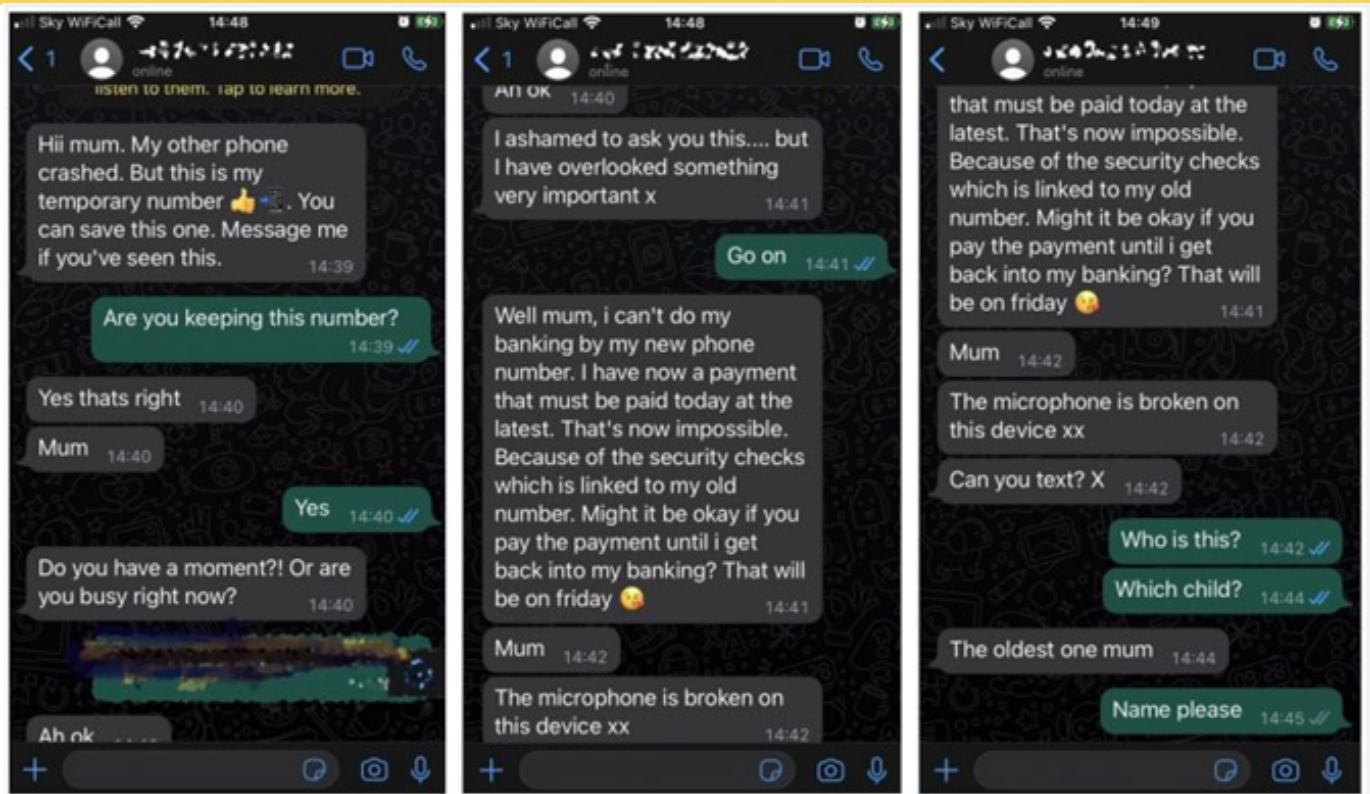 Sky WiFiCall 14:48
1
online
listen to them. Tap to learn more.
Hii mum. My other phone
crashed. But this is my
temporary number 👍📲. You
can save this one. Message me
if you've seen this.
14:39
Are you keeping this number?
14:39
Yes thats right 14:40
Mum 14:40
Yes 14:40
Do you have a moment?! Or are
you busy right now?
14:40
Ah ok
Sky WiFiCall 14:48
1
online
Ah ok 14:40
I ashamed to ask you this.... but
I have overlooked something
very important x
14:41
Go on 14:41
Well mum, i can't do my
banking by my new phone
number. I have now a payment
that must be paid today at the
latest. That's now impossible.
Because of the security checks
which is linked to my old
number. Might it be okay if you
pay the payment until i get
back into my banking? That will
be on friday 😘
14:41
Mum 14:42
The microphone is broken on
this device xx
14:42
Sky WiFiCall 14:49
online
that must be paid today at the
latest. That's now impossible.
Because of the security checks
which is linked to my old
number. Might it be okay if you
pay the payment until i get
back into my banking? That will
be on friday 😘
14:41
Mum 14:42
The microphone is broken on
this device xx
14:42
Can you text? X 14:42
Who is this? 14:42
Which child? 14:44
The oldest one mum 14:44
Name please 14:45